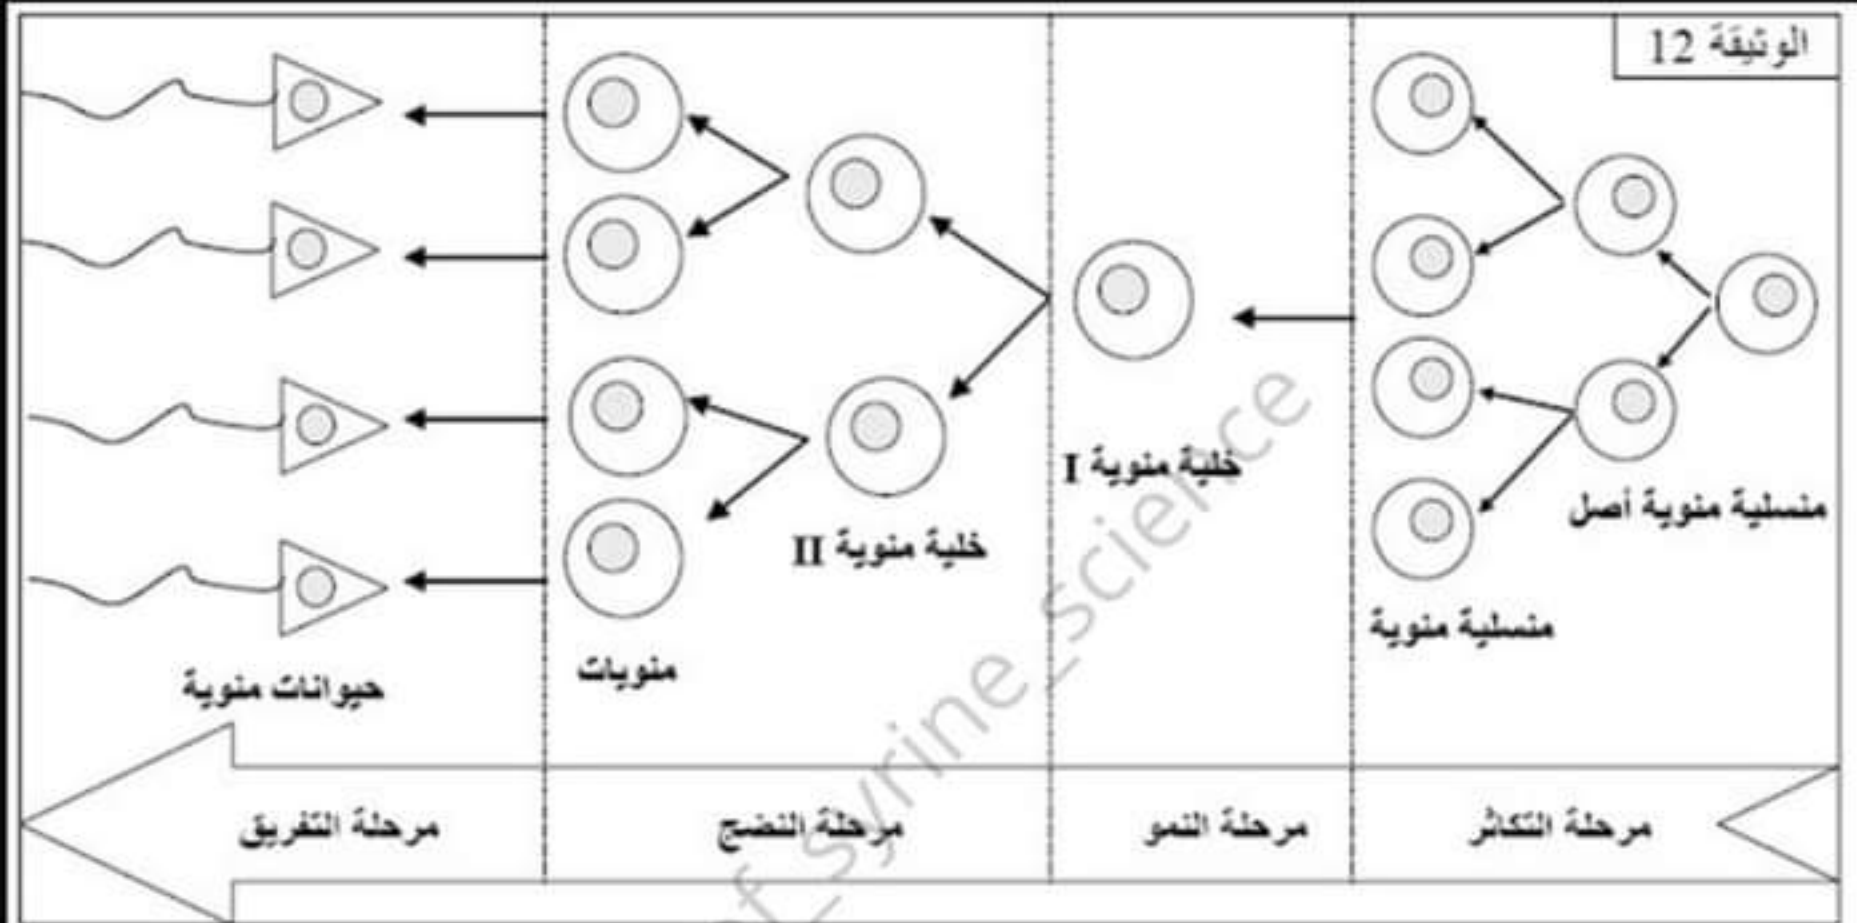 الوثيقة 12
منسلية منوية أصل
منسلية منوية
خلية منوية I
خلية منوية II
منويات
حيوانات منوية
مرحلة التكاثر
مرحلة النمو
مرحلة النضج
مرحلة التفريق
f_syrine_science